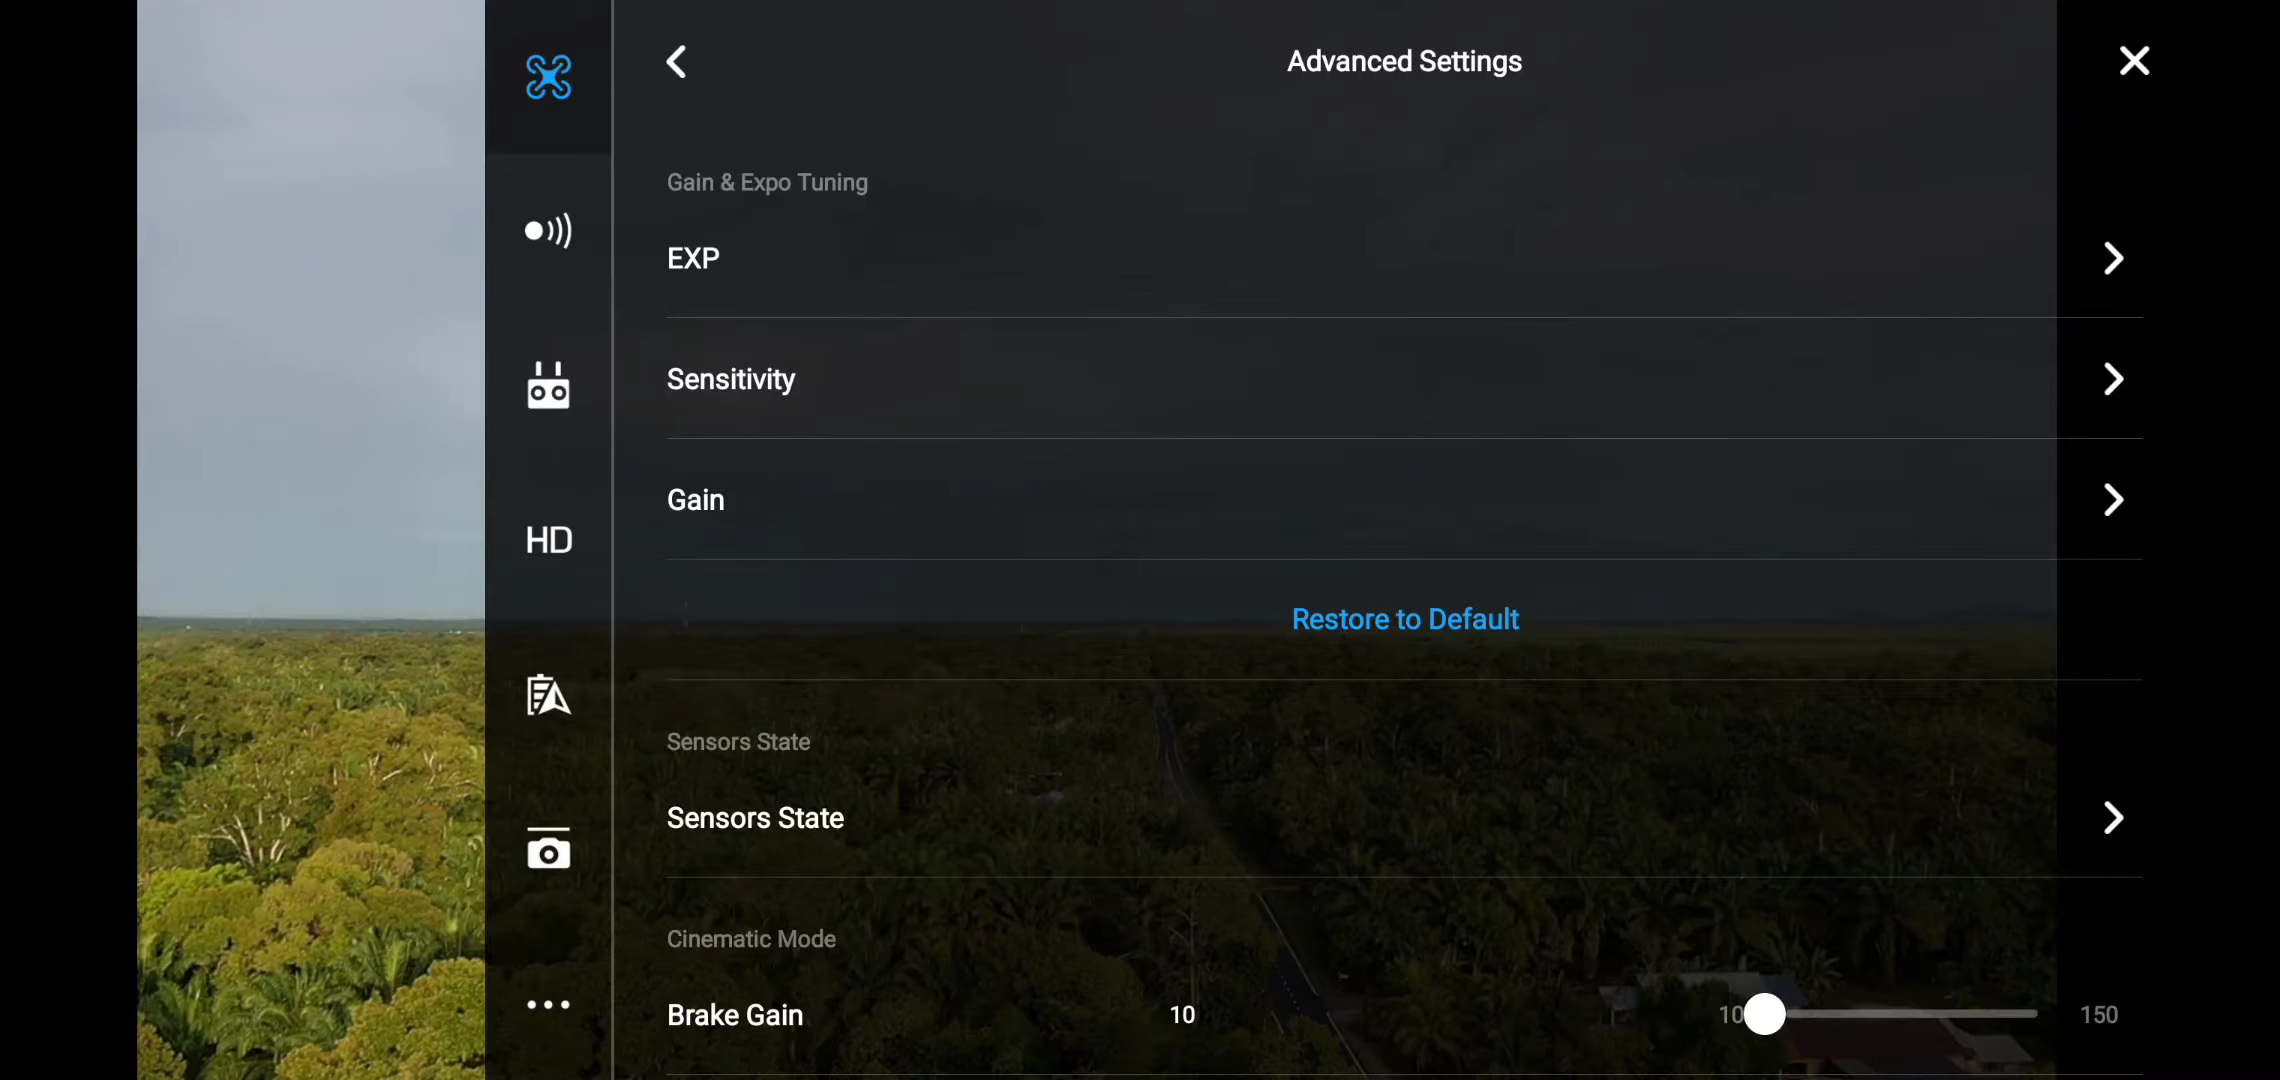 Advanced Settings
Gain & Expo Tuning
EXP
Sensitivity
Gain
HD
Restore to Default
Sensors State
Sensors State
Cinematic Mode
Brake Gain 10 10 150